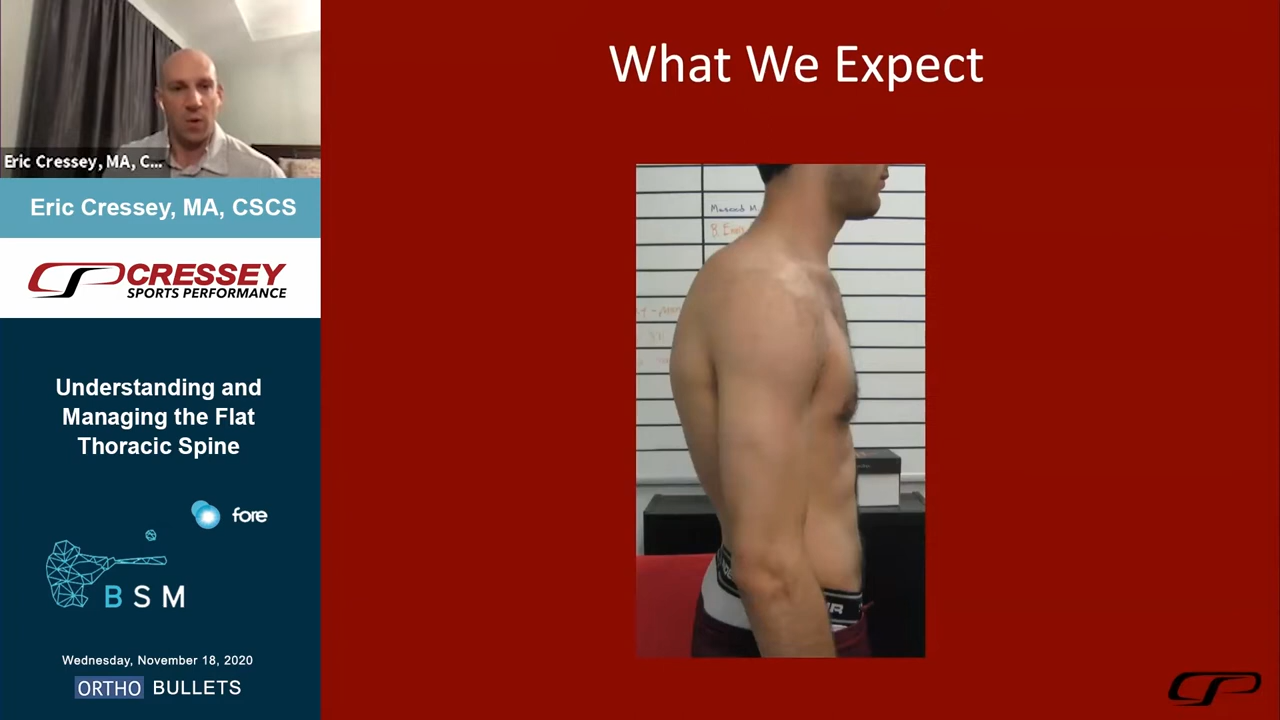 What We Expect
Eric Cressey, MA, C...
Eric Cressey, MA, CSCS
CRESSEY
SPORTS PERFORMANCE
Understanding and
Managing the Flat
Thoracic Spine
fore
BSM
Wednesday, November 18, 2020
ORTHO BULLETS